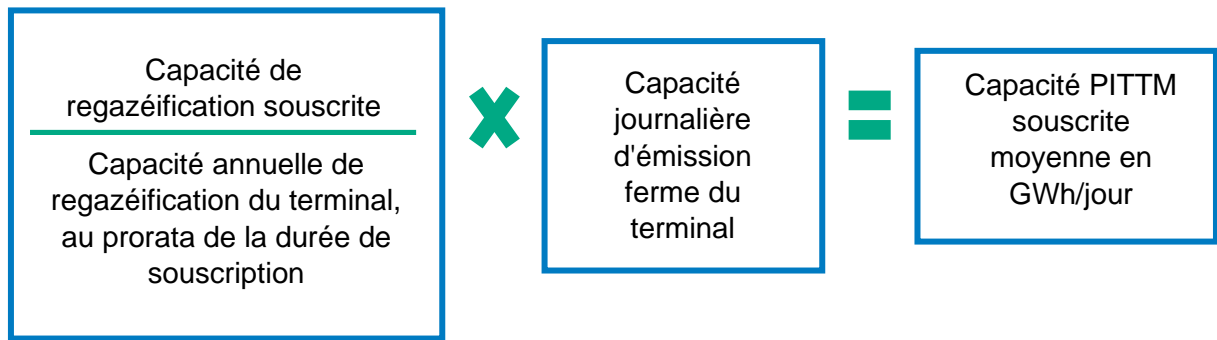 Capacité de
regazéification souscrite
Capacité annuelle de
regazéification du terminal,
au prorata de la durée de
souscription
Capacité
journalière
d'émission
ferme du
terminal
Capacité PITTM
souscrite
moyenne en
GWh/jour